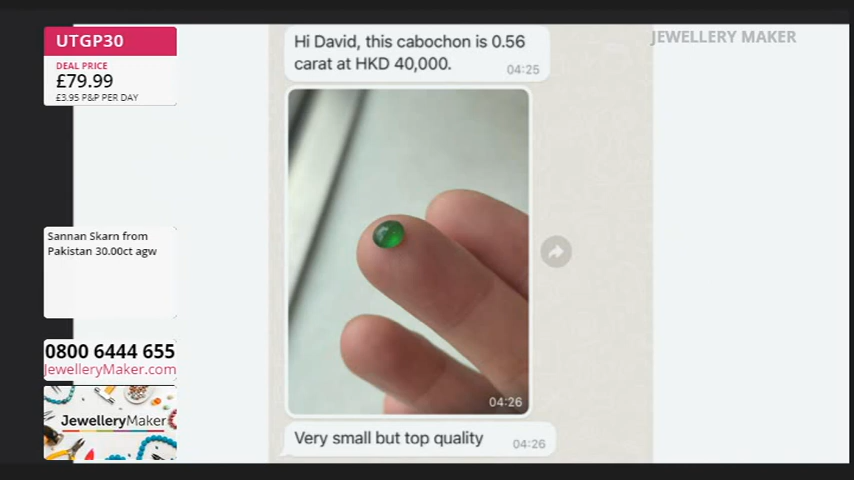 UTGP30
DEAL PRICE
£79.99
£3.95 P&P PER DAY
Sannan Skarn from
Pakistan 30.00ct agw
0800 6444 655
JewelleryMaker.com
JewelleryMaker
Hi David, this cabochon is 0.56
carat at HKD 40,000.
04:25
04:26
Very small but top quality
04:26
JEWELLERY MAKER